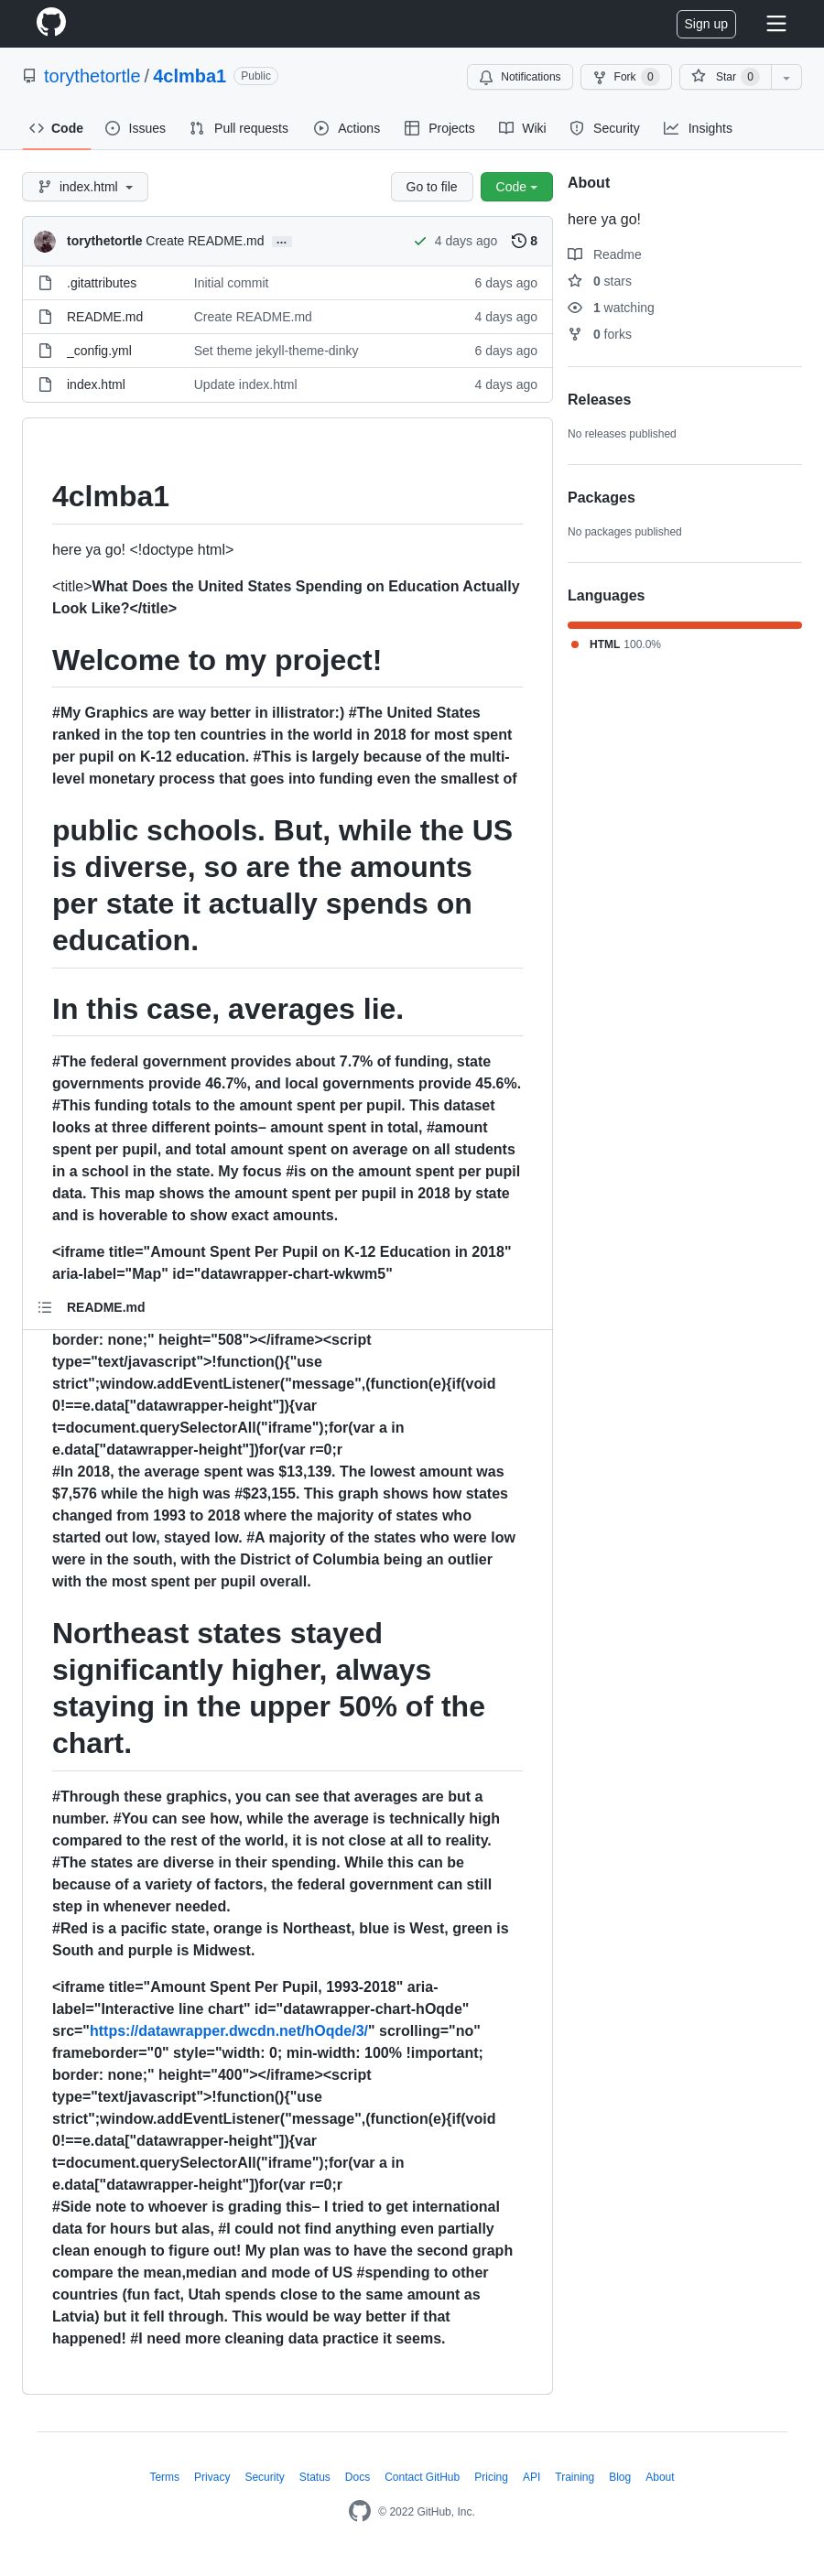 Sign up
torythetortle / 4clmba1 Public
Notifications Fork 0 Star 0
Code Issues Pull requests Actions Projects Wiki Security Insights
index.html Go to file Code
torythetortle Create README.md ... 4 days ago 8
.gitattributes Initial commit 6 days ago
README.md Create README.md 4 days ago
_config.yml Set theme jekyll-theme-dinky 6 days ago
index.html Update index.html 4 days ago
4clmba1
here ya go! <!doctype html>
<title>What Does the United States Spending on Education Actually
Look Like?</title>
Welcome to my project!
#My Graphics are way better in illistrator:) #The United States
ranked in the top ten countries in the world in 2018 for most spent
per pupil on K-12 education. #This is largely because of the multi-
level monetary process that goes into funding even the smallest of
public schools. But, while the US
is diverse, so are the amounts
per state it actually spends on
education.
In this case, averages lie.
#The federal government provides about 7.7% of funding, state
governments provide 46.7%, and local governments provide 45.6%.
#This funding totals to the amount spent per pupil. This dataset
looks at three different points– amount spent in total, #amount
spent per pupil, and total amount spent on average on all students
in a school in the state. My focus #is on the amount spent per pupil
data. This map shows the amount spent per pupil in 2018 by state
and is hoverable to show exact amounts.
<iframe title="Amount Spent Per Pupil on K-12 Education in 2018"
aria-label="Map" id="datawrapper-chart-wkwm5"
README.md
border: none;" height="508"></iframe><script
type="text/javascript">!function(){"use
strict";window.addEventListener("message",(function(e){if(void
0!==e.data["datawrapper-height"]){var
t=document.querySelectorAll("iframe");for(var a in
e.data["datawrapper-height"])for(var r=0;r
#In 2018, the average spent was $13,139. The lowest amount was
$7,576 while the high was #$23,155. This graph shows how states
changed from 1993 to 2018 where the majority of states who
started out low, stayed low. #A majority of the states who were low
were in the south, with the District of Columbia being an outlier
with the most spent per pupil overall.
Northeast states stayed
significantly higher, always
staying in the upper 50% of the
chart.
#Through these graphics, you can see that averages are but a
number. #You can see how, while the average is technically high
compared to the rest of the world, it is not close at all to reality.
#The states are diverse in their spending. While this can be
because of a variety of factors, the federal government can still
step in whenever needed.
#Red is a pacific state, orange is Northeast, blue is West, green is
South and purple is Midwest.
<iframe title="Amount Spent Per Pupil, 1993-2018" aria-
label="Interactive line chart" id="datawrapper-chart-hOqde"
src="https://datawrapper.dwcdn.net/hOqde/3/" scrolling="no"
frameborder="0" style="width: 0; min-width: 100% !important;
border: none;" height="400"></iframe><script
type="text/javascript">!function(){"use
strict";window.addEventListener("message",(function(e){if(void
0!==e.data["datawrapper-height"]){var
t=document.querySelectorAll("iframe");for(var a in
e.data["datawrapper-height"])for(var r=0;r
#Side note to whoever is grading this– I tried to get international
data for hours but alas, #I could not find anything even partially
clean enough to figure out! My plan was to have the second graph
compare the mean,median and mode of US #spending to other
countries (fun fact, Utah spends close to the same amount as
Latvia) but it fell through. This would be way better if that
happened! #I need more cleaning data practice it seems.
About
here ya go!
Readme
0 stars
1 watching
0 forks
Releases
No releases published
Packages
No packages published
Languages
HTML 100.0%
Terms Privacy Security Status Docs Contact GitHub Pricing API Training Blog About
© 2022 GitHub, Inc.